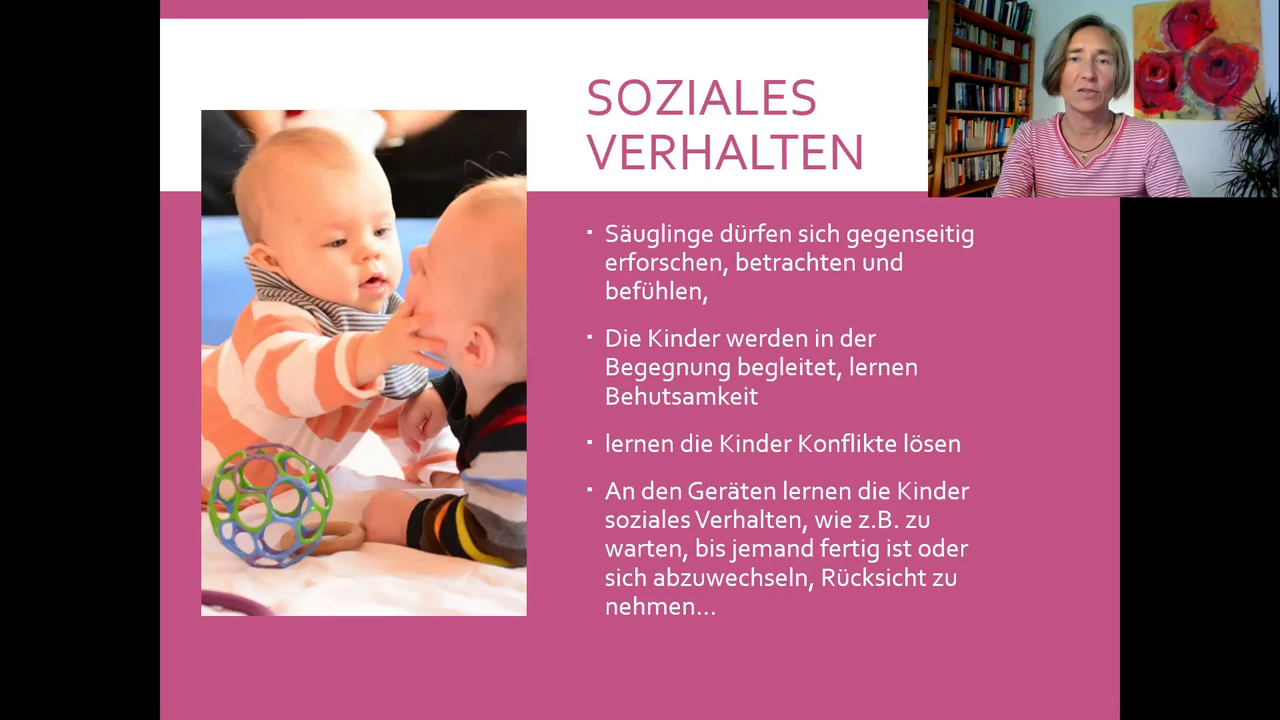 SOZIALES
VERHALTEN
▪ Säuglinge dürfen sich gegenseitig
erforschen, betrachten und
befühlen,
▪ Die Kinder werden in der
Begegnung begleitet, lernen
Behutsamkeit
▪ lernen die Kinder Konflikte lösen
▪ An den Geräten lernen die Kinder
soziales Verhalten, wie z.B. zu
warten, bis jemand fertig ist oder
sich abzuwechseln, Rücksicht zu
nehmen...